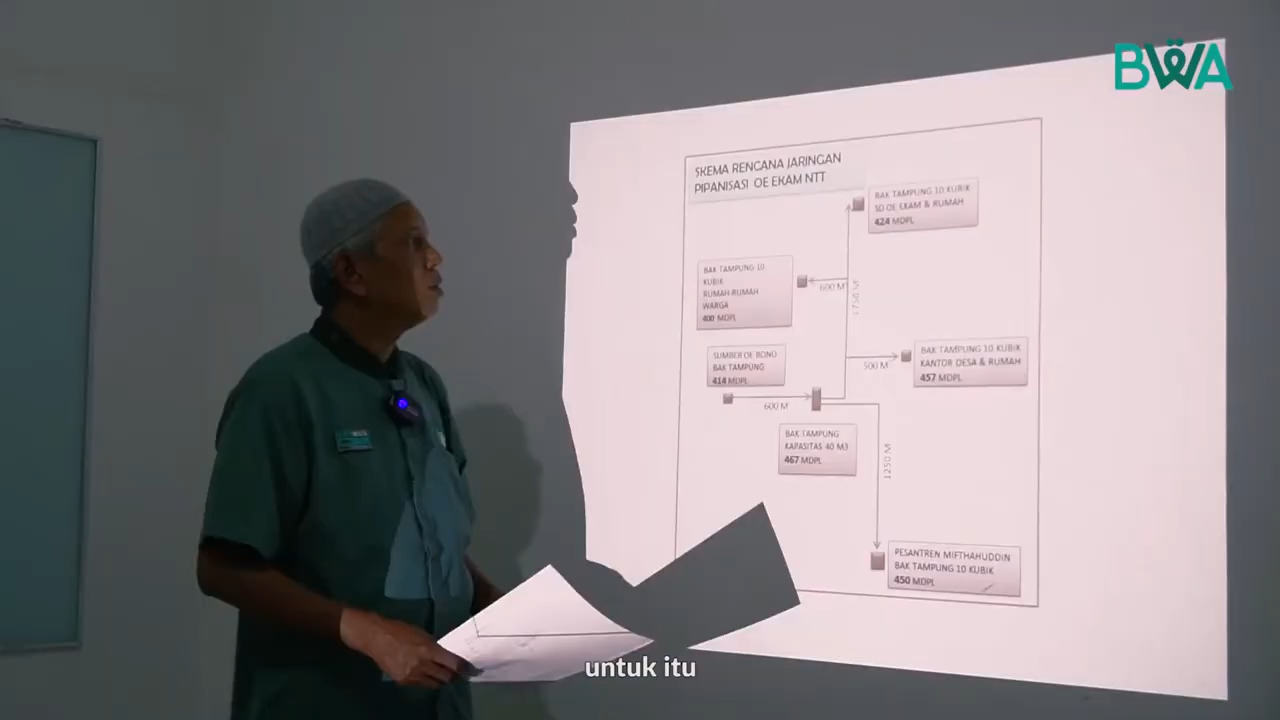 BWA
SKEMA RENCANA JARINGAN
PIPANISASI OE EKAM NTT
BAK TAMPUNG 10 KUBIK
SD OE EKAM & RUMAH
424 MDPL
BAK TAMPUNG 10
KUBIK
RUMAH-RUMAH
WARGA
400 MDPL
600 M
1750 M
SUMBER OE BONO
BAK TAMPUNG
414 MDPL
BAK TAMPUNG 10 KUBIK
KANTOR DESA & RUMAH
457 MDPL
500 M
600 M
BAK TAMPUNG
KAPASITAS 40 M3
467 MDPL
1250 M
PESANTREN MIFTHAHUDDIN
BAK TAMPUNG 10 KUBIK
450 MDPL
untuk itu